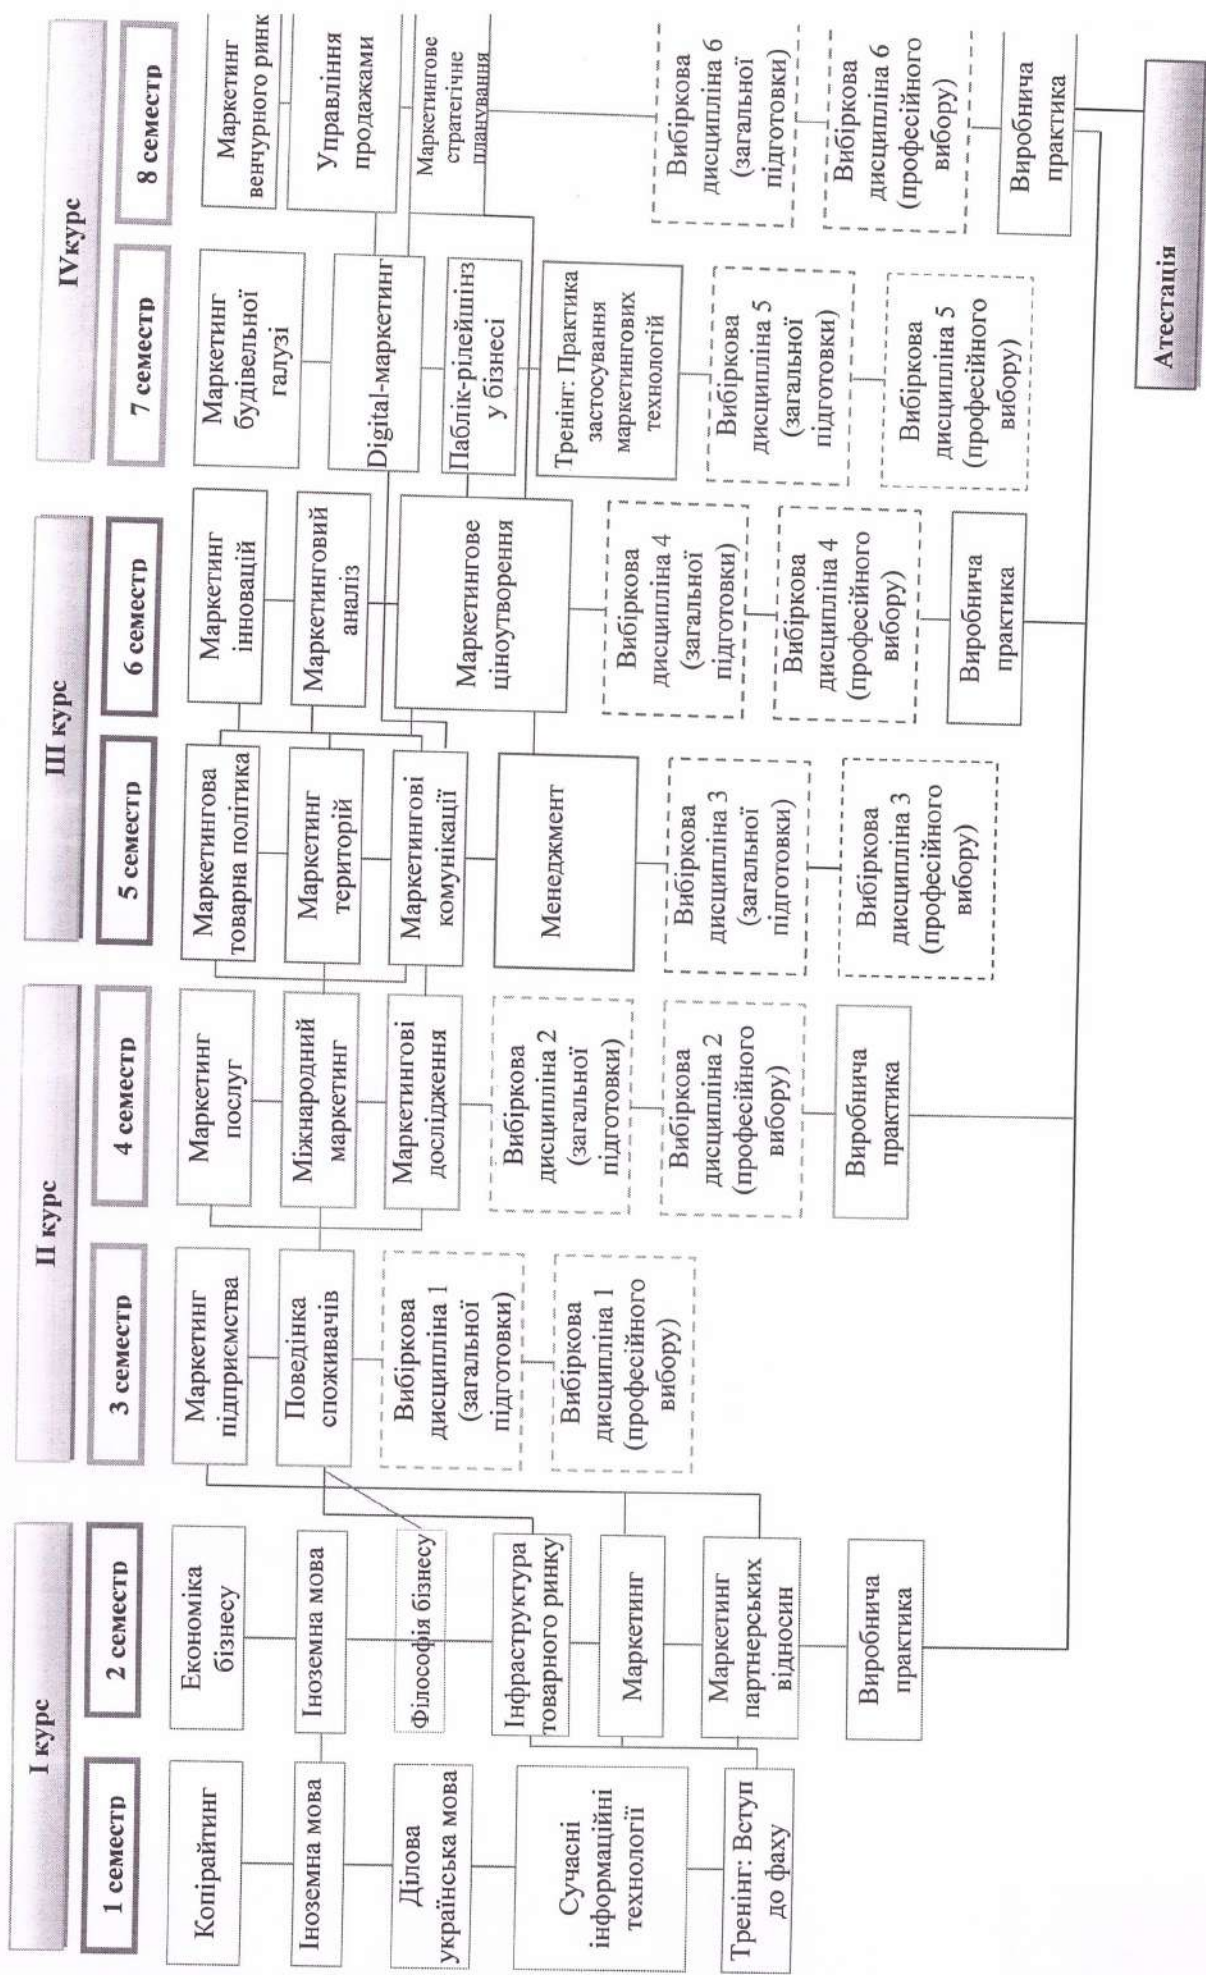 I курс
II курс
III курс
IVкурс
1 семестр
2 семестр
3 семестр
4 семестр
5 семестр
6 семестр
7 семестр
8 семестр
Копірайтинг
Іноземна мова
Ділова
українська мова
Сучасні
інформаційні
технології
Тренінг: Вступ
до фаху
Економіка
бізнесу
Іноземна мова
Філософія бізнесу
Інфраструктура
товарного ринку
Маркетинг
Маркетинг
партнерських
відносин
Виробнича
практика
Маркетинг
підприємства
Поведінка
споживачів
Вибіркова
дисципліна 1
(загальної
підготовки)
Вибіркова
дисципліна 1
(професійного
вибору)
Маркетинг
послуг
Міжнародний
маркетинг
Маркетингові
дослідження
Вибіркова
дисципліна 2
(загальної
підготовки)
Вибіркова
дисципліна 2
(професійного
вибору)
Виробнича
практика
Маркетингова
товарна політика
Маркетинг
територій
Маркетингові
комунікації
Менеджмент
Вибіркова
дисципліна 3
(загальної
підготовки)
Вибіркова
дисципліна 3
(професійного
вибору)
Маркетинг
інновацій
Маркетинговий
аналіз
Маркетингове
ціноутворення
Вибіркова
дисципліна 4
(загальної
підготовки)
Вибіркова
дисципліна 4
(професійного
вибору)
Виробнича
практика
Маркетинг
будівельної
галузі
Digital-маркетинг
Паблік-рілейшінз
у бізнесі
Тренінг: Практика
застосування
маркетингових
технологій
Вибіркова
дисципліна 5
(загальної
підготовки)
Вибіркова
дисципліна 5
(професійного
вибору)
Маркетинг
венчурного ринк
Управління
продажами
Маркетингове
стратегічне
планування
Вибіркова
дисципліна 6
(загальної
підготовки)
Вибіркова
дисципліна 6
(професійного
вибору)
Виробнича
практика
Атестація